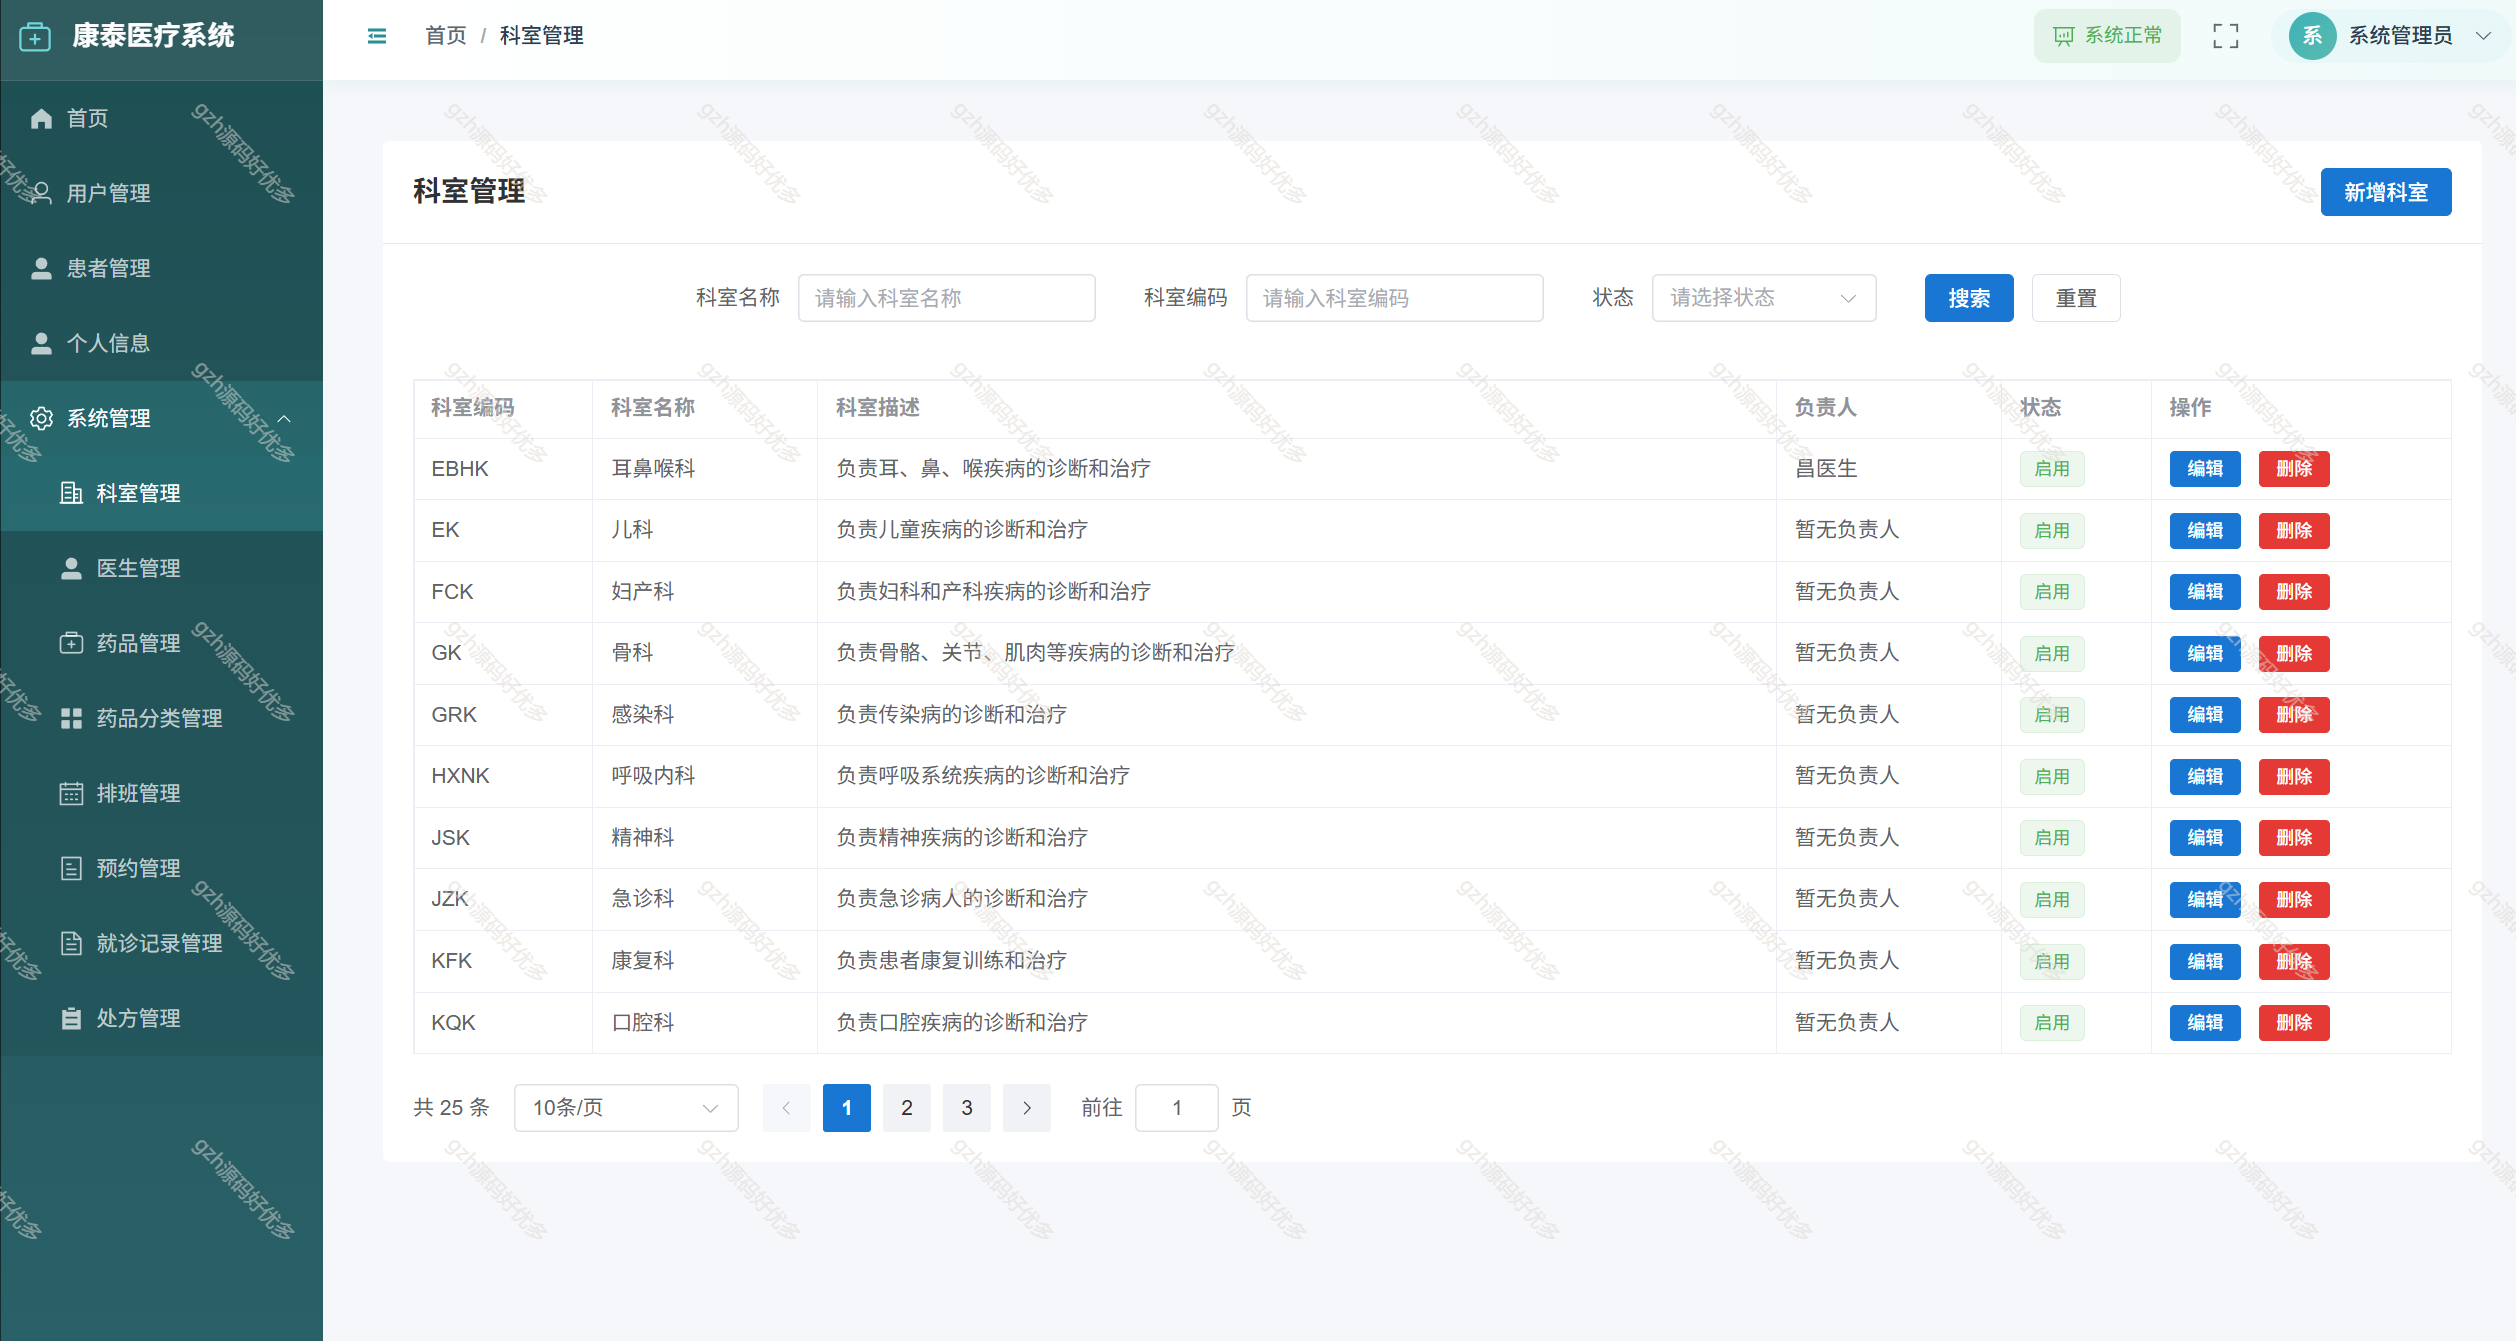 康泰医疗系统
首页
用户管理
患者管理
个人信息
系统管理
科室管理
医生管理
药品管理
药品分类管理
排班管理
预约管理
就诊记录管理
处方管理
首页 / 科室管理
系统正常
系 系统管理员
科室管理
新增科室
科室名称 请输入科室名称 科室编码 请输入科室编码 状态 请选择状态 搜索 重置
科室编码 科室名称 科室描述 负责人 状态 操作
EBHK 耳鼻喉科 负责耳、鼻、喉疾病的诊断和治疗 昌医生 启用 编辑 删除
EK 儿科 负责儿童疾病的诊断和治疗 暂无负责人 启用 编辑 删除
FCK 妇产科 负责妇科和产科疾病的诊断和治疗 暂无负责人 启用 编辑 删除
GK 骨科 负责骨骼、关节、肌肉等疾病的诊断和治疗 暂无负责人 启用 编辑 删除
GRK 感染科 负责传染病的诊断和治疗 暂无负责人 启用 编辑 删除
HXNK 呼吸内科 负责呼吸系统疾病的诊断和治疗 暂无负责人 启用 编辑 删除
JSK 精神科 负责精神疾病的诊断和治疗 暂无负责人 启用 编辑 删除
JZK 急诊科 负责急诊病人的诊断和治疗 暂无负责人 启用 编辑 删除
KFK 康复科 负责患者康复训练和治疗 暂无负责人 启用 编辑 删除
KQK 口腔科 负责口腔疾病的诊断和治疗 暂无负责人 启用 编辑 删除
共 25 条 10条/页 1 2 3 前往 1 页
gzh源码好优多